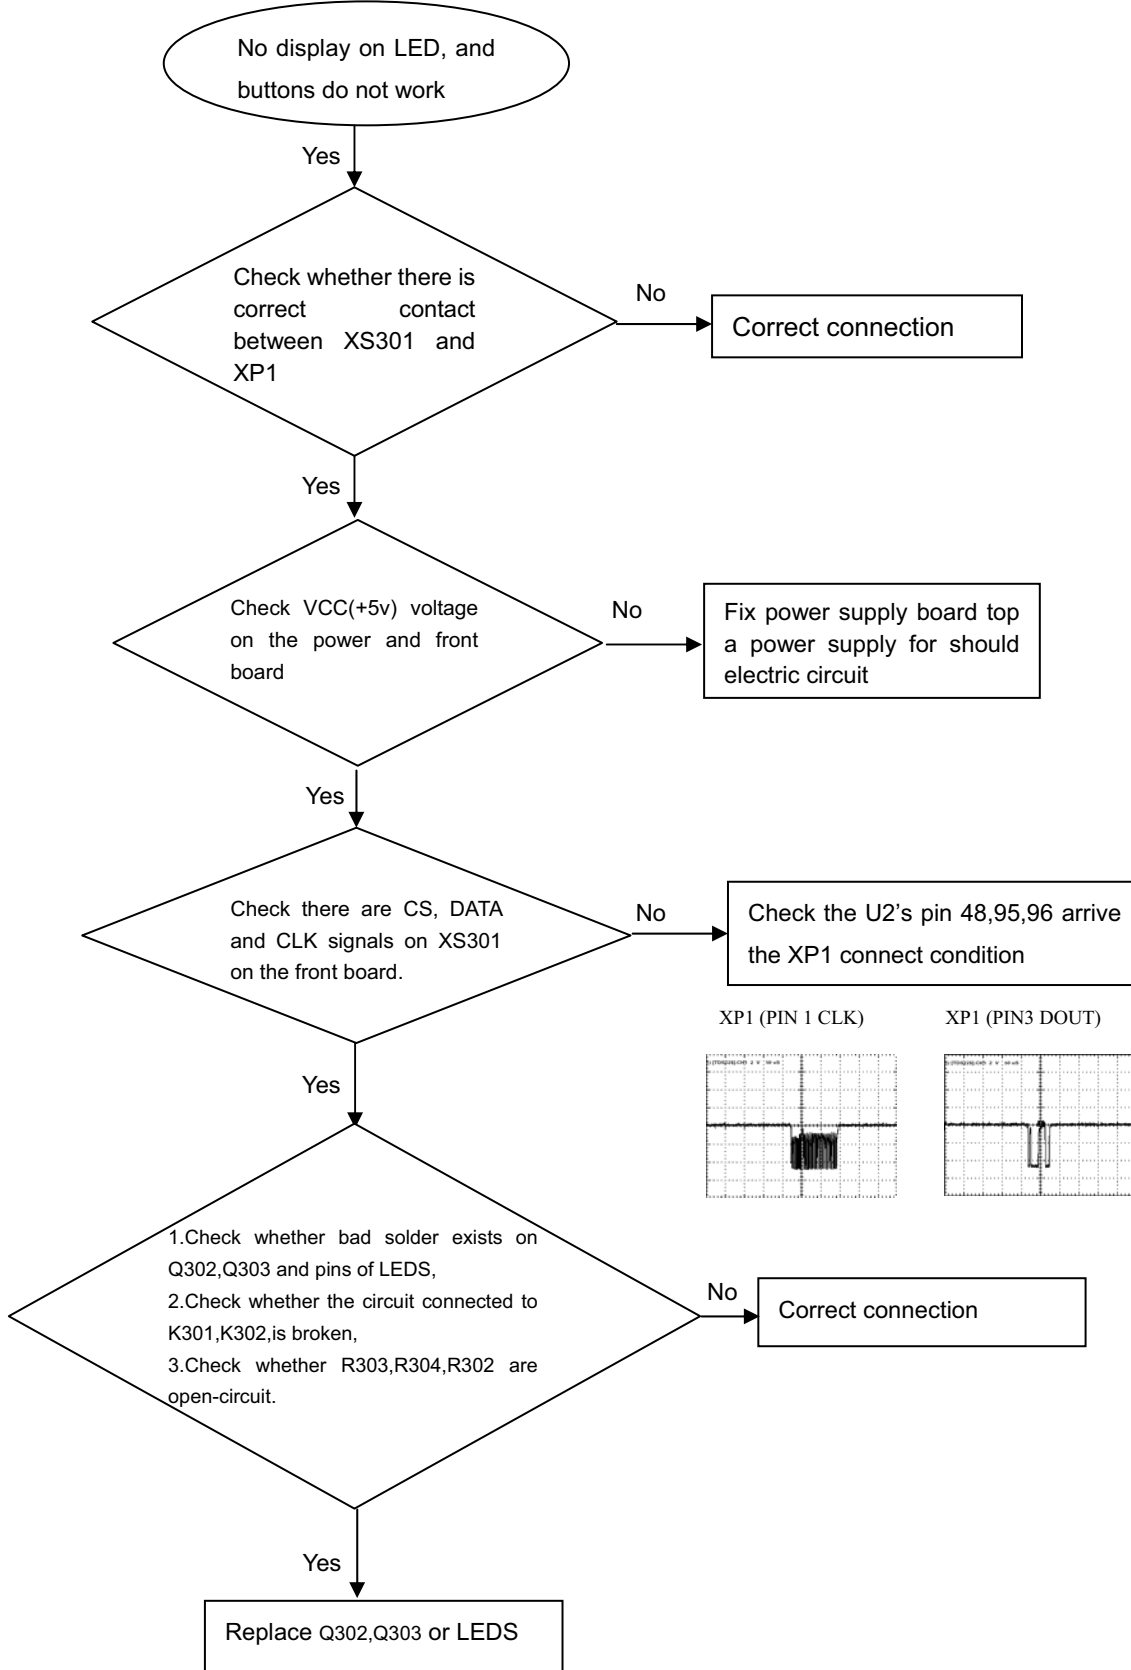 No display on LED, and
buttons do not work
Yes
Check whether there is
correct contact
between XS301 and
XP1
No
Correct connection
Yes
Check VCC(+5v) voltage
on the power and front
board
No
Fix power supply board top
a power supply for should
electric circuit
Yes
Check there are CS, DATA
and CLK signals on XS301
on the front board.
No
Check the U2's pin 48,95,96 arrive
the XP1 connect condition
XP1 (PIN 1 CLK)
XP1 (PIN3 DOUT)
Yes
1.Check whether bad solder exists on
Q302,Q303 and pins of LEDS,
2.Check whether the circuit connected to
K301,K302,is broken,
3.Check whether R303,R304,R302 are
open-circuit.
No
Correct connection
Yes
Replace Q302,Q303 or LEDS